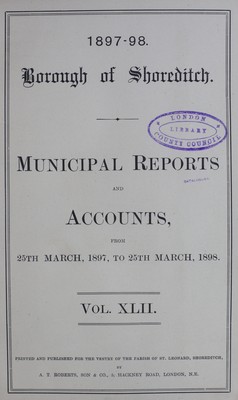 1897-98.
Borough of Shoreditch.
LONDON
LIBRARY
COUNTY COUNCIL
MUNICIPAL REPORTS
AND
ACCOUNTS,
FROM
25TH MARCH, 1897, TO 25TH MARCH, 1898.
VOL. XLII.
PRINTED AND PUBLISHED FOR THE VESTRY OF THE PARISH OF ST. LEONARD, SHOREDITCH,
BY
A. T. ROBERTS, SON & CO., 5, HACKNEY ROAD, LONDON, N.E.